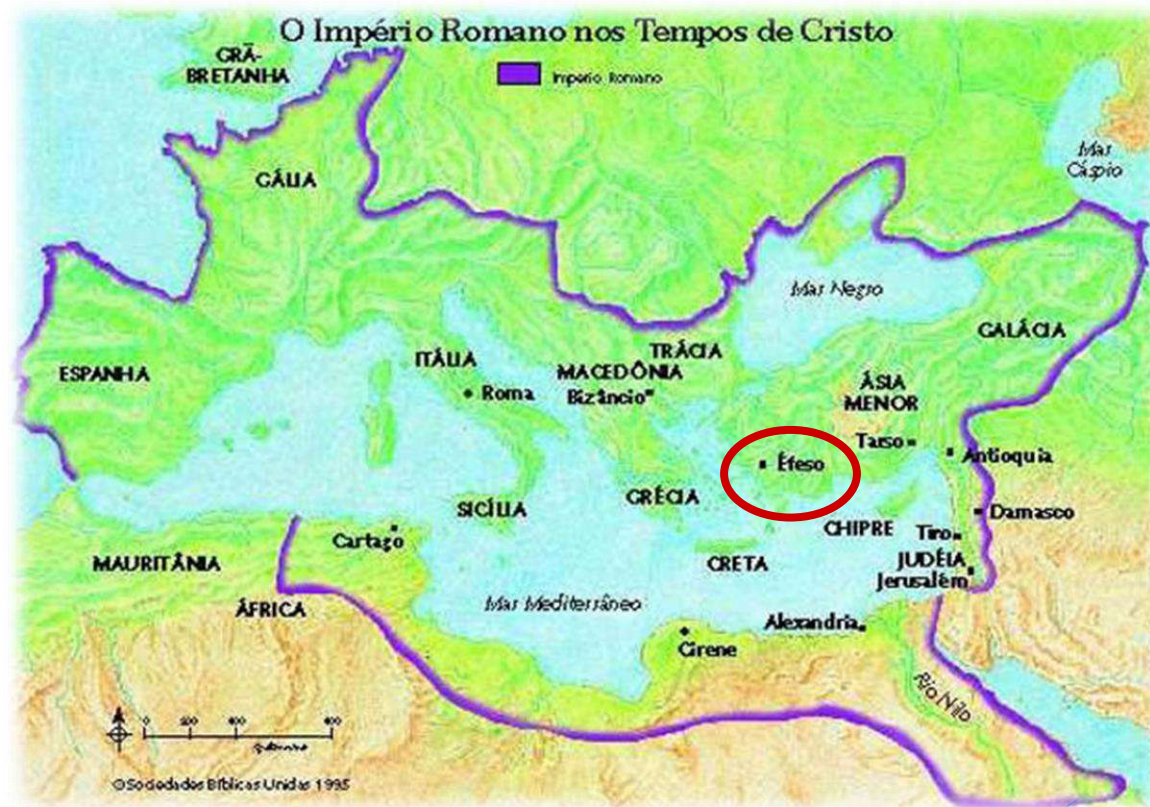 O Império Romano nos Tempos de Cristo
Império Romano
GRÃ-
BRETANHA
GÁLIA
Mar
Cáspio
Mar Negro
GALÁCIA
ESPANHA
ITÁLIA
Roma
TRÁCIA
MACEDÔNIA
Bizâncio
ÁSIA
MENOR
Tarso
Antioquia
Éfeso
GRÉCIA
SICÍLIA
CHIPRE
Damasco
Tiro
Cartago
CRETA
JUDÉIA
Jerusalém
MAURITÂNIA
ÁFRICA
Mar Mediterrâneo
Alexandria
Cirene
Rio Nilo
0
©Sociedades Bíblicas Unidas 1995